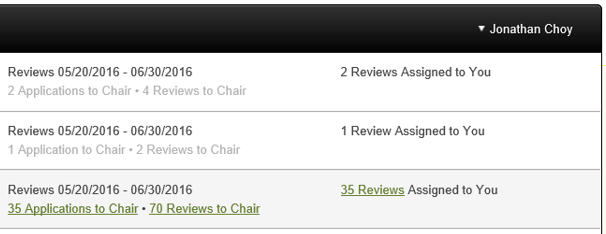 Jonathan Choy
Reviews 05/20/2016 - 06/30/2016 2 Reviews Assigned to You
2 Applications to Chair • 4 Reviews to Chair
Reviews 05/20/2016 - 06/30/2016 1 Review Assigned to You
1 Application to Chair • 2 Reviews to Chair
Reviews 05/20/2016 - 06/30/2016 35 Reviews Assigned to You
35 Applications to Chair • 70 Reviews to Chair